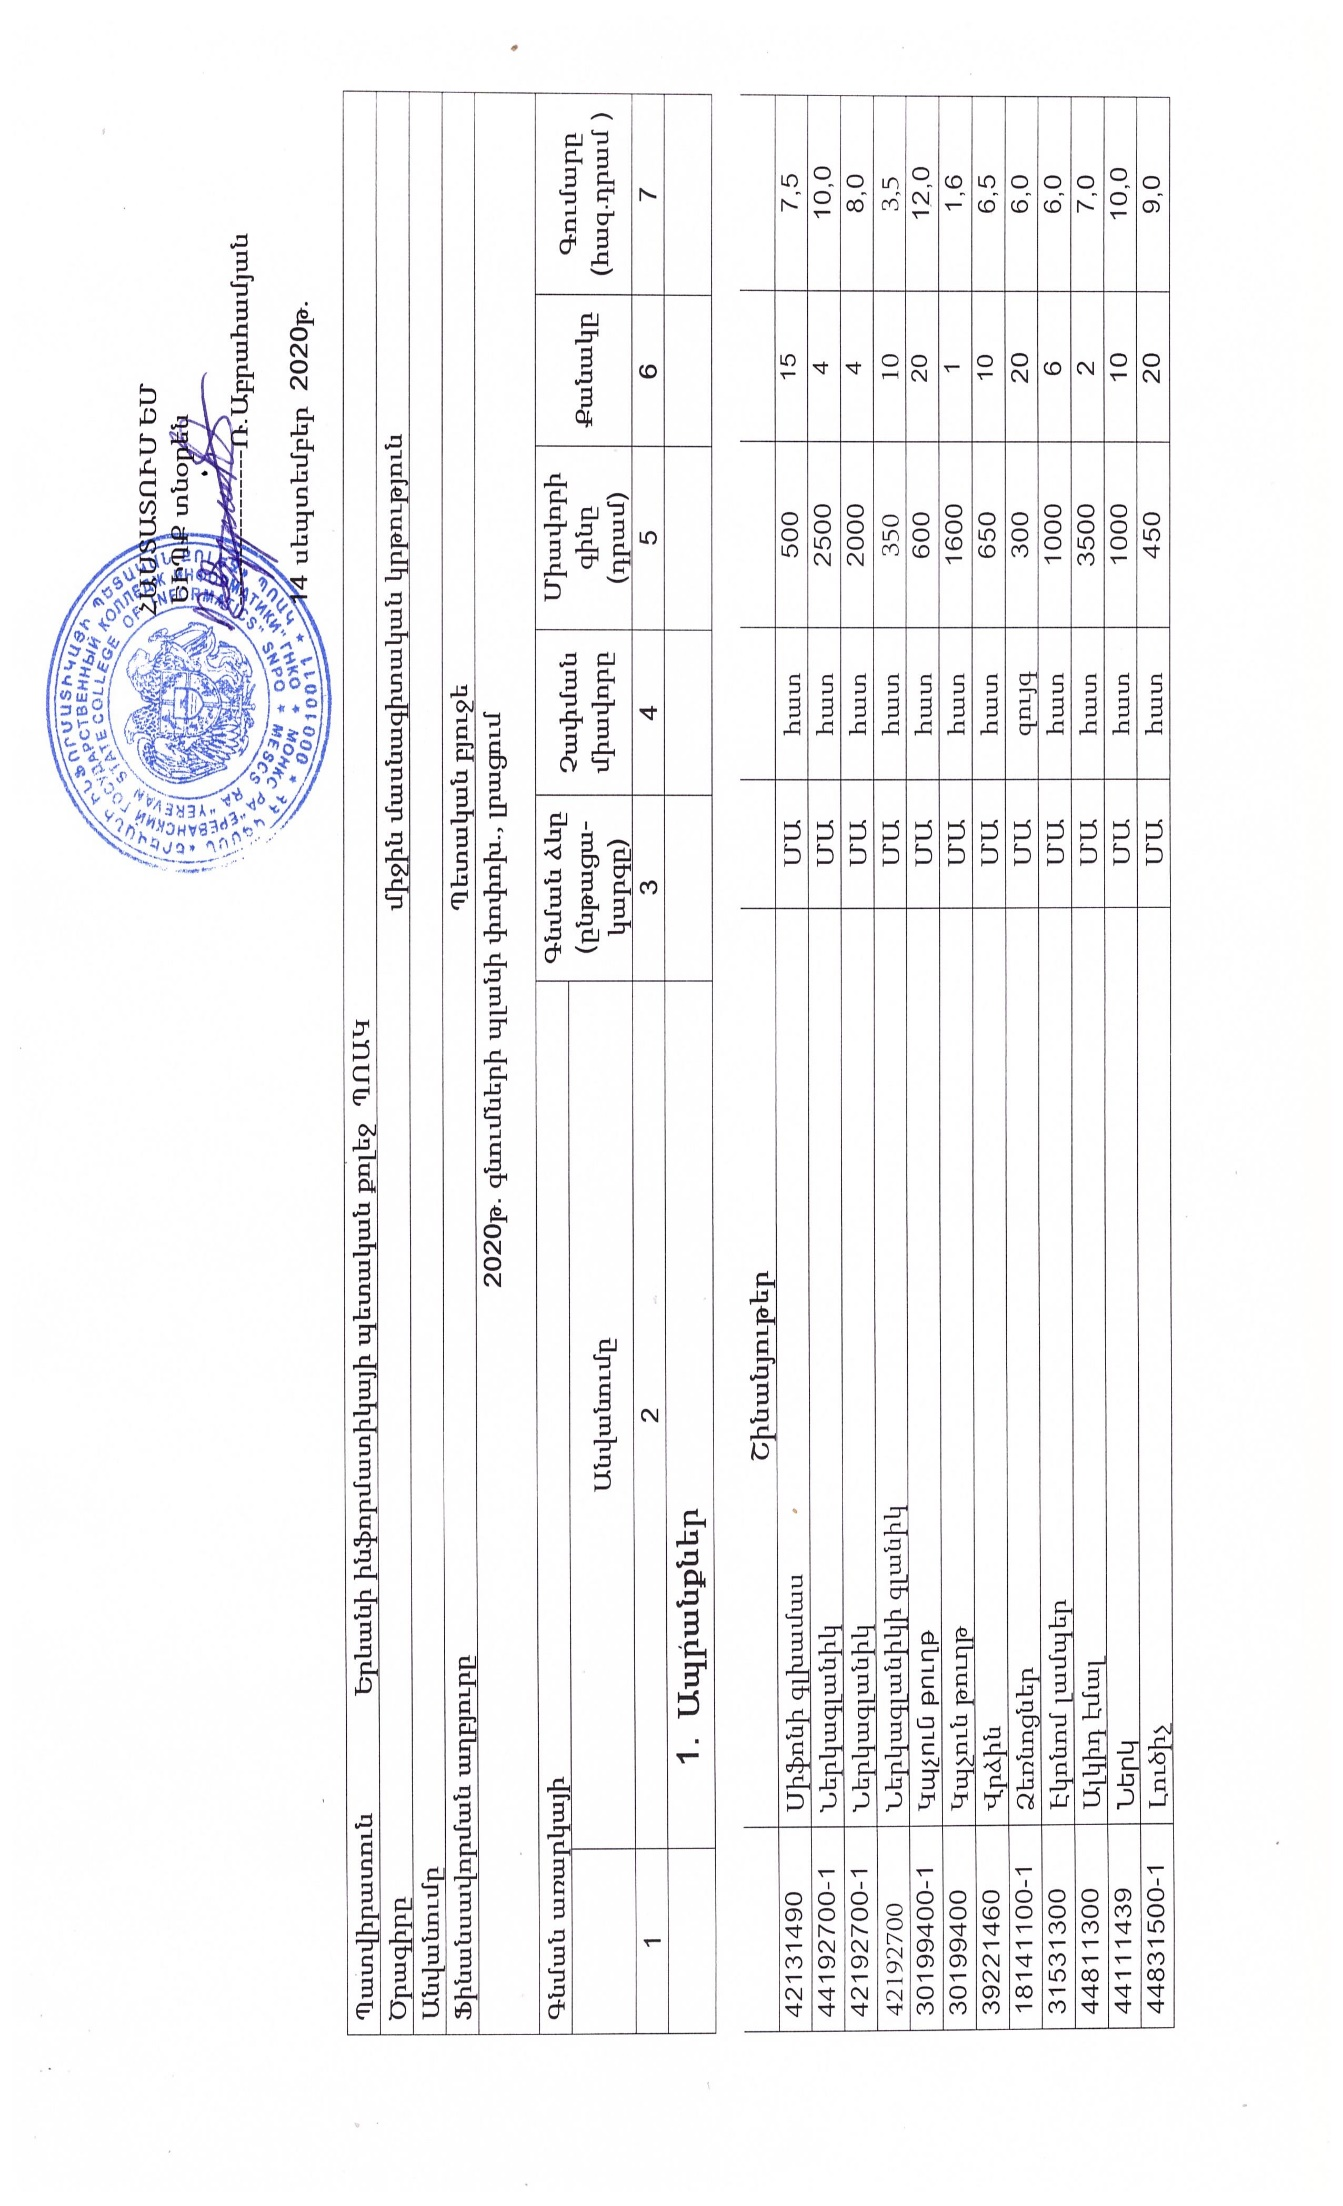 ՀԱՍՏԱՏՈՒՄ ԵՄ
ԵԻՊՔ տնօրեն
Ռ.Աբրահամյան
14 սեպտեմբեր 2020թ.
Պատվիրատուն Երևանի ինֆորմատիկայի պետական քոլեջ ՊՈԱԿ
Ծրագիրը միջին մասնագիտական կրթություն
Անվանումը
Ֆինանսավորման աղբյուրը Պետական բյուջե
2020թ. գնումների պլանի փոփոխ., լրացում
Գնման առարկայի Անվանումը Գնման ձևը (ընթացա-կարգը) Չափման միավորը Միավորի գինը (դրամ) Քանակը Գումարը (հազ.դրամ )
1 2 3 4 5 6 7
1. Ապրանքներ
Շինանյութեր
42131490 Սիֆոնի գլխամաս ՄԱ հատ 500 15 7,5
44192700-1 Ներկագլանիկ ՄԱ հատ 2500 4 10,0
42192700-1 Ներկագլանիկ ՄԱ հատ 2000 4 8,0
42192700 Ներկագլանիկի գլանիկ ՄԱ հատ 350 10 3,5
30199400-1 Կպչուն թուղթ ՄԱ հատ 600 20 12,0
30199400 Կպչուն թուղթ ՄԱ հատ 1600 1 1,6
39221460 Վրձին ՄԱ հատ 650 10 6,5
18141100-1 Ձեռնոցներ ՄԱ զույգ 300 20 6,0
31531300 Էկոնոմ լամպեր ՄԱ հատ 1000 6 6,0
44811300 Ալկիդ էմալ ՄԱ հատ 3500 2 7,0
44111439 Ներկ ՄԱ հատ 1000 10 10,0
44831500-1 Լուծիչ ՄԱ հատ 450 20 9,0